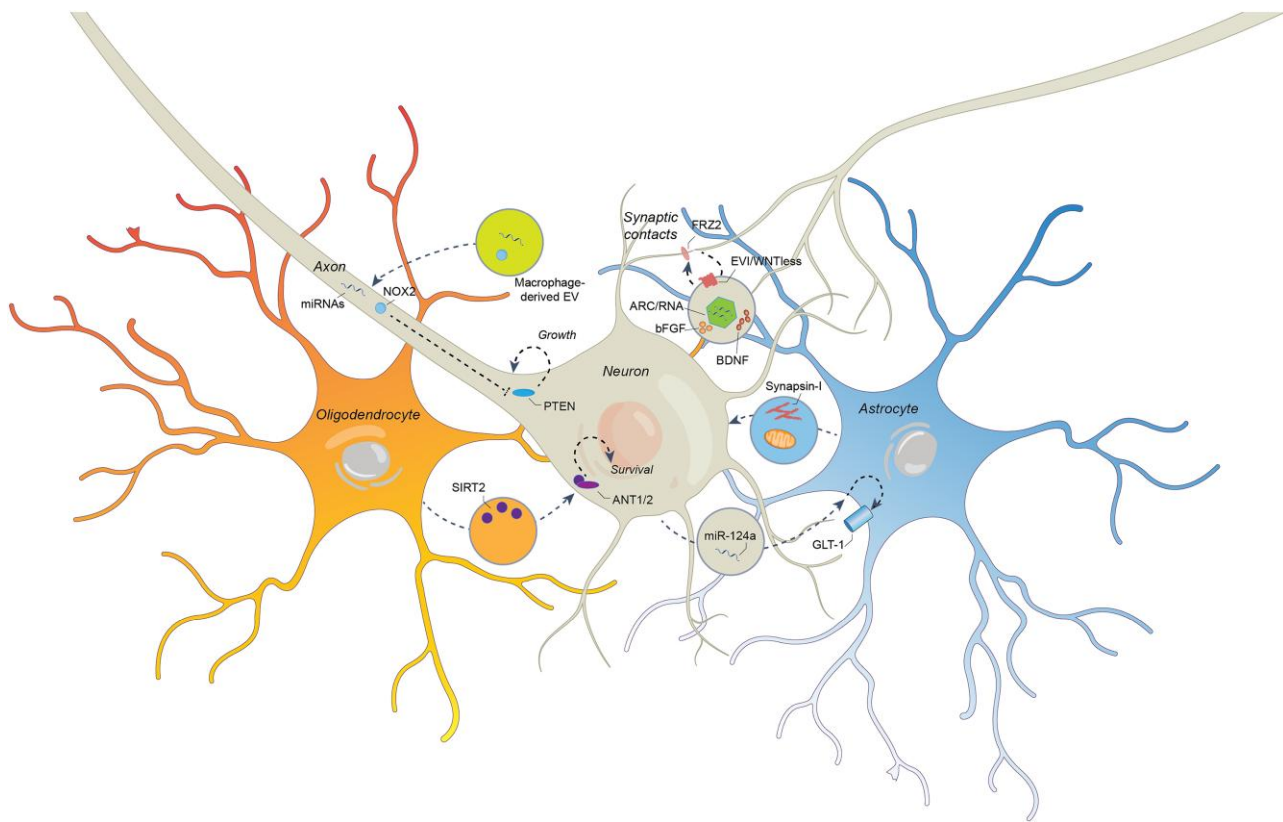 Synaptic
contacts
FRZ2
EVI/WNTless
Axon
miRNAs
NOX2
Macrophage-
derived EV
ARC/RNA
bFGF
BDNF
Growth
Neuron
PTEN
Synapsin-I
Astrocyte
Oligodendrocyte
Survival
SIRT2
ANT1/2
miR-124a
GLT-1